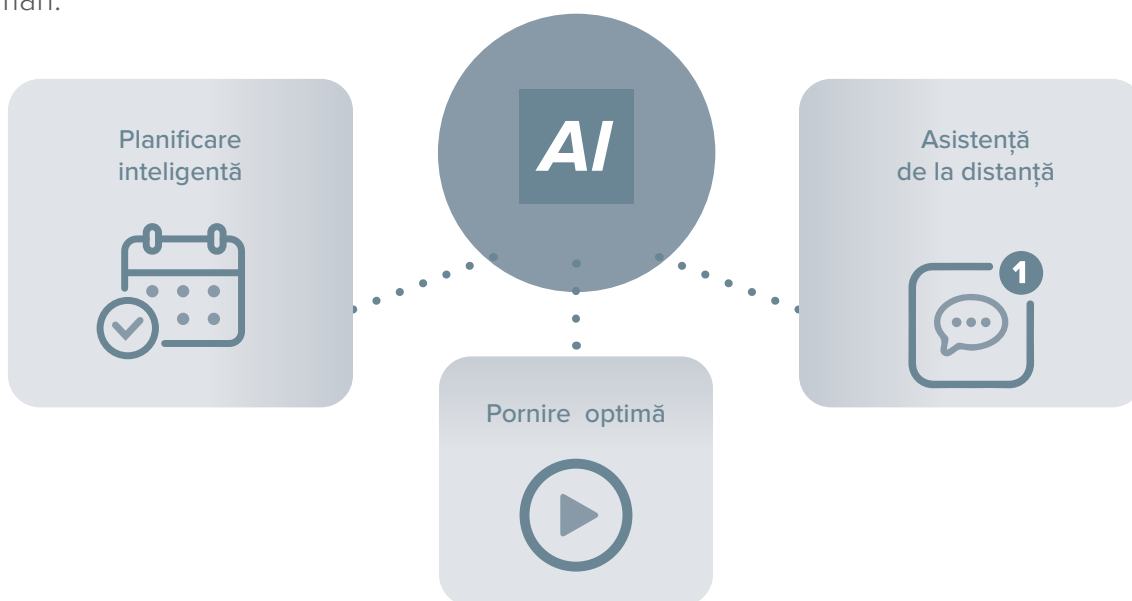 Planificare
inteligentă
AI
Asistență
de la distanță
1
Pornire optimă